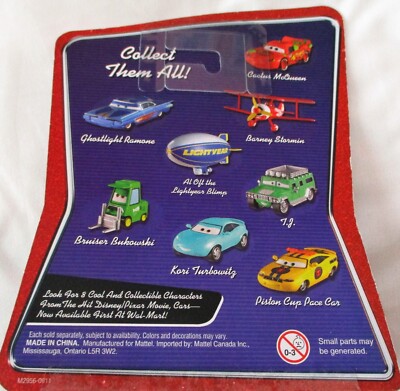 Collect
Them All!
Cactus McQueen
Ghostlight Ramone
Barney Stormin
LIGHTYEAR
Al Oft the
Lightyear Blimp
Bruiser Bukowski
T.J.
Kori Turbowitz
Piston Cup Pace Car
Look For 8 Cool And Collectible Characters
From The Hit Disney/Pixar Movie, Cars—
Now Available First At Wal-Mart!
Each sold separately, subject to availability. Colors and decorations may vary.
MADE IN CHINA. Manufactured for Mattel. Imported by: Mattel Canada Inc.,
Mississauga, Ontario L5R 3W2.
0-3
Small parts may
be generated.
M2956-0911